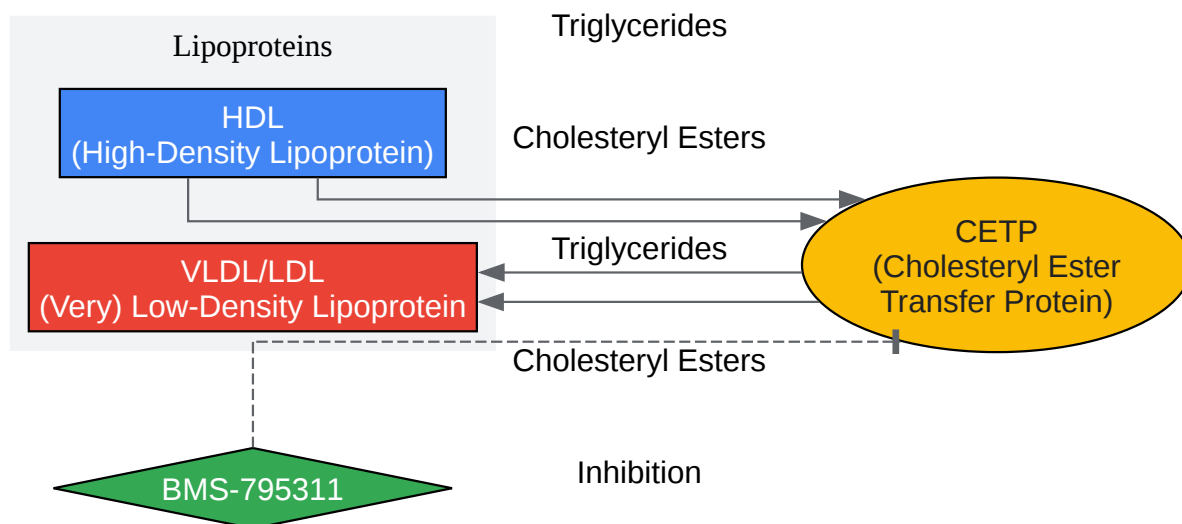 Triglycerides
Lipoproteins
HDL
(High-Density Lipoprotein)
Cholesteryl Esters
CETP
(Cholesteryl Ester
Transfer Protein)
Triglycerides
VLDL/LDL
(Very) Low-Density Lipoprotein
Cholesteryl Esters
Inhibition
BMS-795311